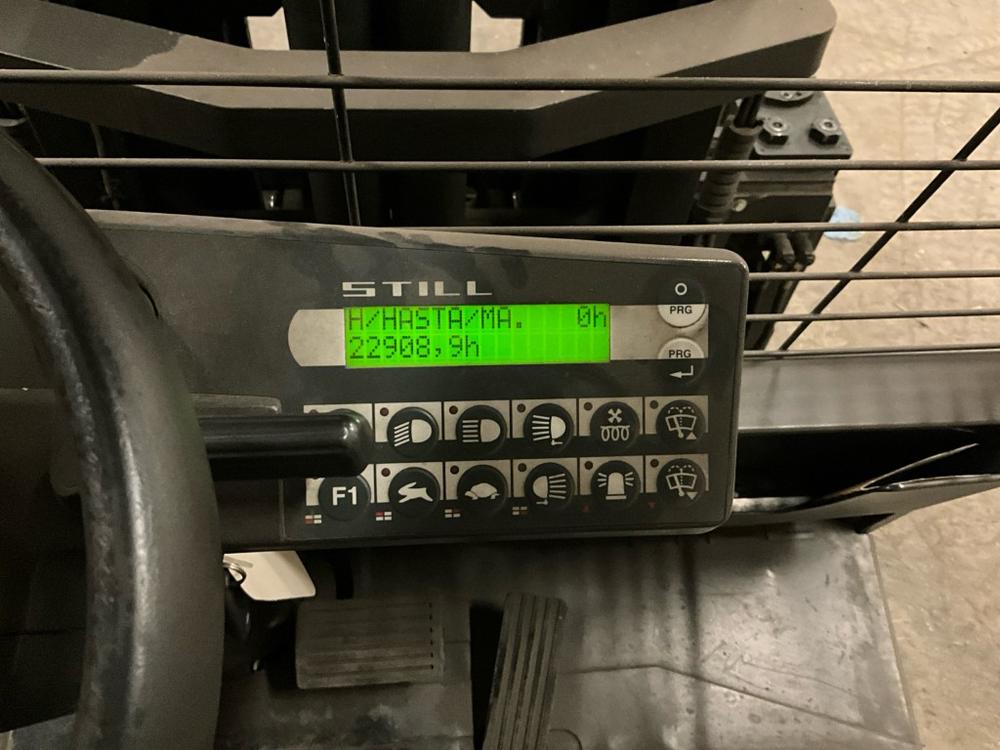 STILL
H/HASTA/MA. 0h
22908,9h
PRG
PRG
F1